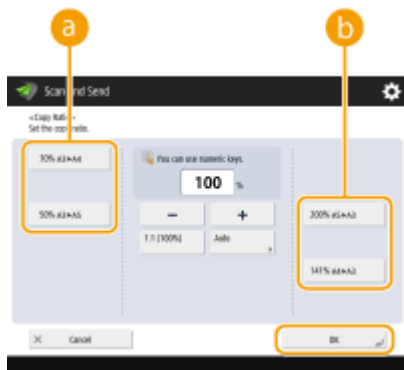 a
b
Scan and Send
<Copy Ratio>
Set the copy ratio.
70% A3▶A4
You can use numeric keys.
100 %
50% A3▶A5
−
+
200% A5▶A3
1:1 [100%]
Auto
141% A4▶A3
× Cancel
OK